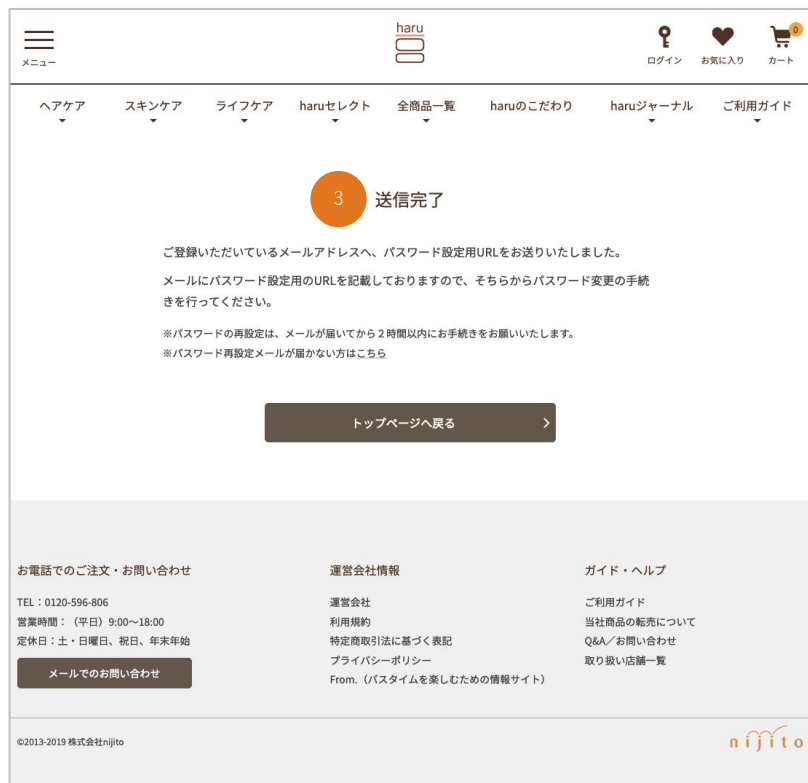 メニュー
haru
ログイン
お気に入り
0
カート
ヘアケア
スキンケア
ライフケア
haruセレクト
全商品一覧
haruのこだわり
haruジャーナル
ご利用ガイド
3
送信完了
ご登録いただいているメールアドレスへ、パスワード設定用URLをお送りいたしました。
メールにパスワード設定用のURLを記載しておりますので、そちらからパスワード変更の手続
きを行ってください。
※パスワードの再設定は、メールが届いてから２時間以内にお手続きをお願いいたします。
※パスワード再設定メールが届かない方はこちら
トップページへ戻る
お電話でのご注文・お問い合わせ
TEL：0120-596-806
営業時間：（平日）9:00〜18:00
定休日：土・日曜日、祝日、年末年始
メールでのお問い合わせ
運営会社情報
運営会社
利用規約
特定商取引法に基づく表記
プライバシーポリシー
From.（バスタイムを楽しむための情報サイト）
ガイド・ヘルプ
ご利用ガイド
当社商品の転売について
Q&A／お問い合わせ
取り扱い店舗一覧
©2013-2019 株式会社nijito
nijito